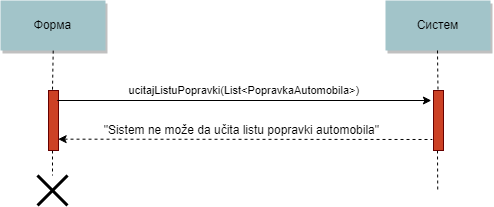 Форма
Систем
ucitajListuPopravki(List<PopravkaAutomobila>)
"Sistem ne može da učita listu popravki automobila"